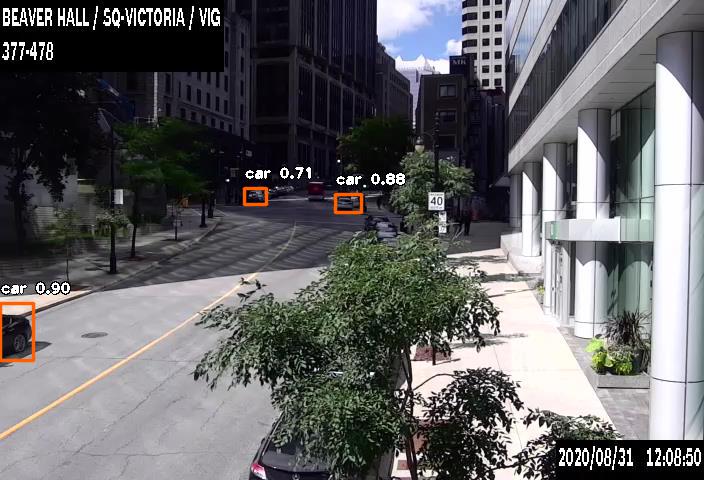 BEAVER HALL / SQ-VICTORIA / VIG
377-478
MK
car 0.71
car 0.88
40
car 0.90
2020/08/31 12:08:50